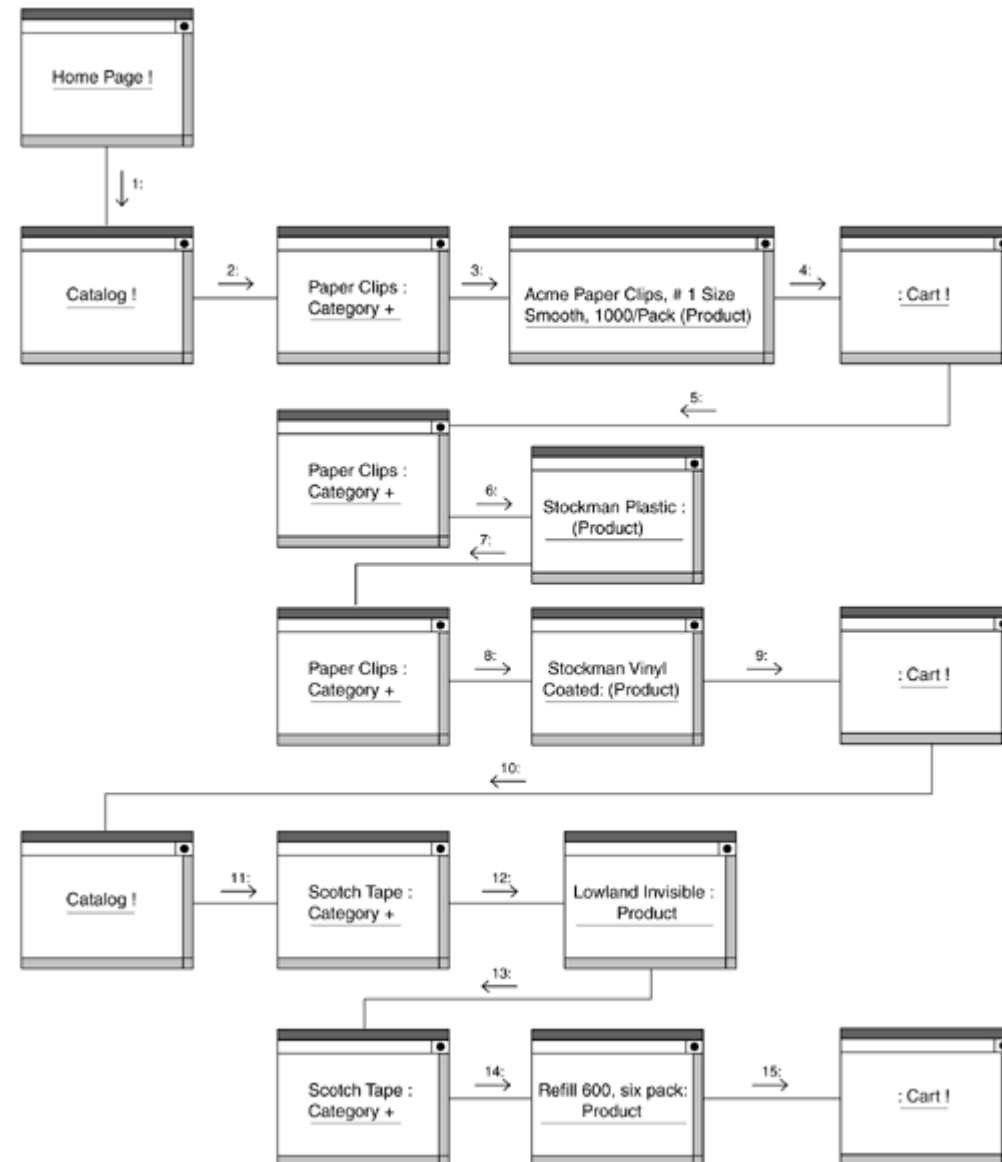 Home Page !
1:
Catalog !
2:
Paper Clips :
Category +
3:
Acme Paper Clips, # 1 Size
Smooth, 1000/Pack (Product)
4:
: Cart !
5:
Paper Clips :
Category +
6:
Stockman Plastic :
(Product)
7:
Paper Clips :
Category +
8:
Stockman Vinyl
Coated: (Product)
9:
: Cart !
10:
Catalog !
11:
Scotch Tape :
Category +
12:
Lowland Invisible :
Product
13:
Scotch Tape :
Category +
14:
Refill 600, six pack:
Product
15:
: Cart !